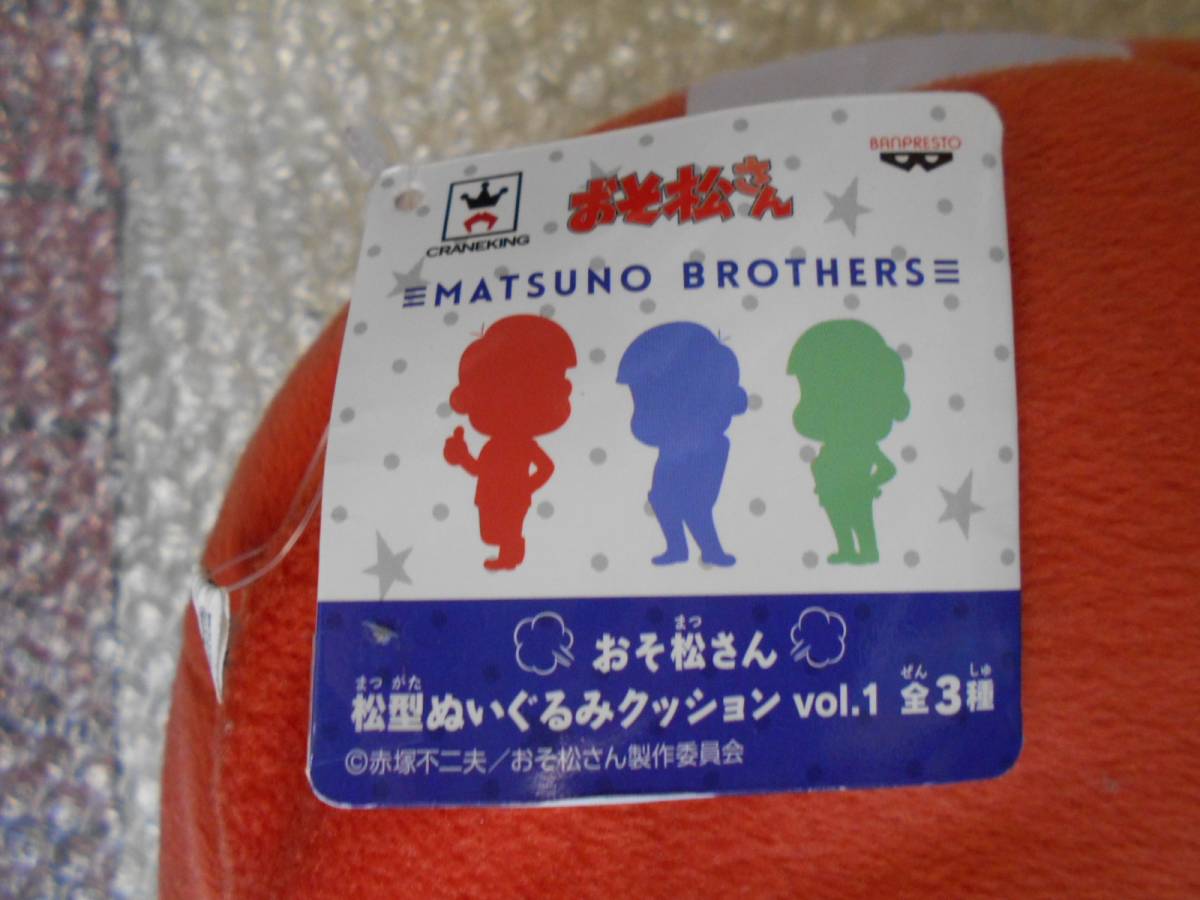 BANPRESTO
CRANEKING
おそ松さん
MATSUNO BROTHERS
まつ
おそ松さん
まつ がた ぜん しゅ
松型ぬいぐるみクッション vol.1 全3種
©赤塚不二夫/おそ松さん製作委員会